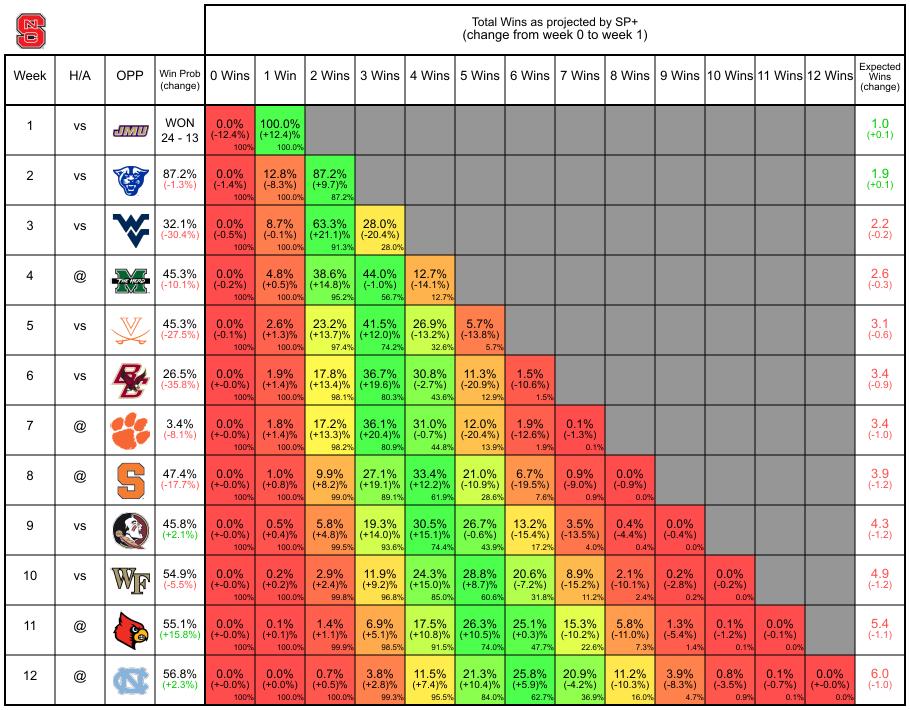 Total Wins as projected by SP+
(change from week 0 to week 1)
Week H/A OPP Win Prob (change) 0 Wins 1 Win 2 Wins 3 Wins 4 Wins 5 Wins 6 Wins 7 Wins 8 Wins 9 Wins 10 Wins 11 Wins 12 Wins Expected Wins (change)
1 vs JMU WON 0.0% 100.0% 1.0
24 - 13 (-12.4%) (+12.4)% (+0.1)
100% 100.0%
2 vs 87.2% 0.0% 12.8% 87.2% 1.9
(-1.3%) (-1.4%) (-8.3%) (+9.7)% (+0.1)
100% 100.0% 87.2%
3 vs WV 32.1% 0.0% 8.7% 63.3% 28.0% 2.2
(-30.4%) (-0.5%) (-0.1%) (+21.1)% (-20.4%) (-0.2)
100% 100.0% 91.3% 28.0%
4 @ M THE HERD 45.3% 0.0% 4.8% 38.6% 44.0% 12.7% 2.6
(-10.1%) (-0.2%) (+0.5)% (+14.8)% (-1.0%) (-14.1%) (-0.3)
100% 100.0% 95.2% 56.7% 12.7%
5 vs V 45.3% 0.0% 2.6% 23.2% 41.5% 26.9% 5.7% 3.1
(-27.5%) (-0.1%) (+1.3)% (+13.7)% (+12.0)% (-13.2%) (-13.8%) (-0.6)
100% 100.0% 97.4% 74.2% 32.6% 5.7%
6 vs BC 26.5% 0.0% 1.9% 17.8% 36.7% 30.8% 11.3% 1.5% 3.4
(-35.8%) (+-0.0%) (+1.4)% (+13.4)% (+19.6)% (-2.7%) (-20.9%) (-10.6%) (-0.9)
100% 100.0% 98.1% 80.3% 43.6% 12.9% 1.5%
7 @ 3.4% 0.0% 1.8% 17.2% 36.1% 31.0% 12.0% 1.9% 0.1% 3.4
(-8.1%) (+-0.0%) (+1.4)% (+13.3)% (+20.4)% (-0.7%) (-20.4%) (-12.6%) (-1.3%) (-1.0)
100% 100.0% 98.2% 80.9% 44.8% 13.9% 1.9% 0.1%
8 @ S 47.4% 0.0% 1.0% 9.9% 27.1% 33.4% 21.0% 6.7% 0.9% 0.0% 3.9
(-17.7%) (+-0.0%) (+0.8)% (+8.2)% (+19.1)% (+12.2)% (-10.9%) (-19.5%) (-9.0%) (-0.9%) (-1.2)
100% 100.0% 99.0% 89.1% 61.9% 28.6% 7.6% 0.9% 0.0%
9 vs 45.8% 0.0% 0.5% 5.8% 19.3% 30.5% 26.7% 13.2% 3.5% 0.4% 0.0% 4.3
(+2.1%) (+-0.0%) (+0.4)% (+4.8)% (+14.0)% (+15.1)% (-0.6%) (-15.4%) (-13.5%) (-4.4%) (-0.4%) (-1.2)
100% 100.0% 99.5% 93.6% 74.4% 43.9% 17.2% 4.0% 0.4% 0.0%
10 vs WF 54.9% 0.0% 0.2% 2.9% 11.9% 24.3% 28.8% 20.6% 8.9% 2.1% 0.2% 0.0% 4.9
(-5.5%) (+-0.0%) (+0.2)% (+2.4)% (+9.2)% (+15.0)% (+8.7)% (-7.2%) (-15.2%) (-10.1%) (-2.8%) (-0.2%) (-1.2)
100% 100.0% 99.8% 96.8% 85.0% 60.6% 31.8% 11.2% 2.4% 0.2% 0.0%
11 @ 55.1% 0.0% 0.1% 1.4% 6.9% 17.5% 26.3% 25.1% 15.3% 5.8% 1.3% 0.1% 0.0% 5.4
(+15.8%) (+-0.0%) (+0.1)% (+1.1)% (+5.1)% (+10.8)% (+10.5)% (+0.3)% (-10.2%) (-11.0%) (-5.4%) (-1.2%) (-0.1%) (-1.1)
100% 100.0% 99.9% 98.5% 91.5% 74.0% 47.7% 22.6% 7.3% 1.4% 0.1% 0.0%
12 @ NC 56.8% 0.0% 0.0% 0.7% 3.8% 11.5% 21.3% 25.8% 20.9% 11.2% 3.9% 0.8% 0.1% 0.0% 6.0
(+2.3%) (+-0.0%) (+0.0)% (+0.5)% (+2.8)% (+7.4)% (+10.4)% (+5.9)% (-4.2%) (-10.3%) (-8.3%) (-3.5%) (-0.7%) (+-0.0%) (-1.0)
100% 100.0% 100.0% 99.3% 95.5% 84.0% 62.7% 36.9% 16.0% 4.7% 0.9% 0.1% 0.0%